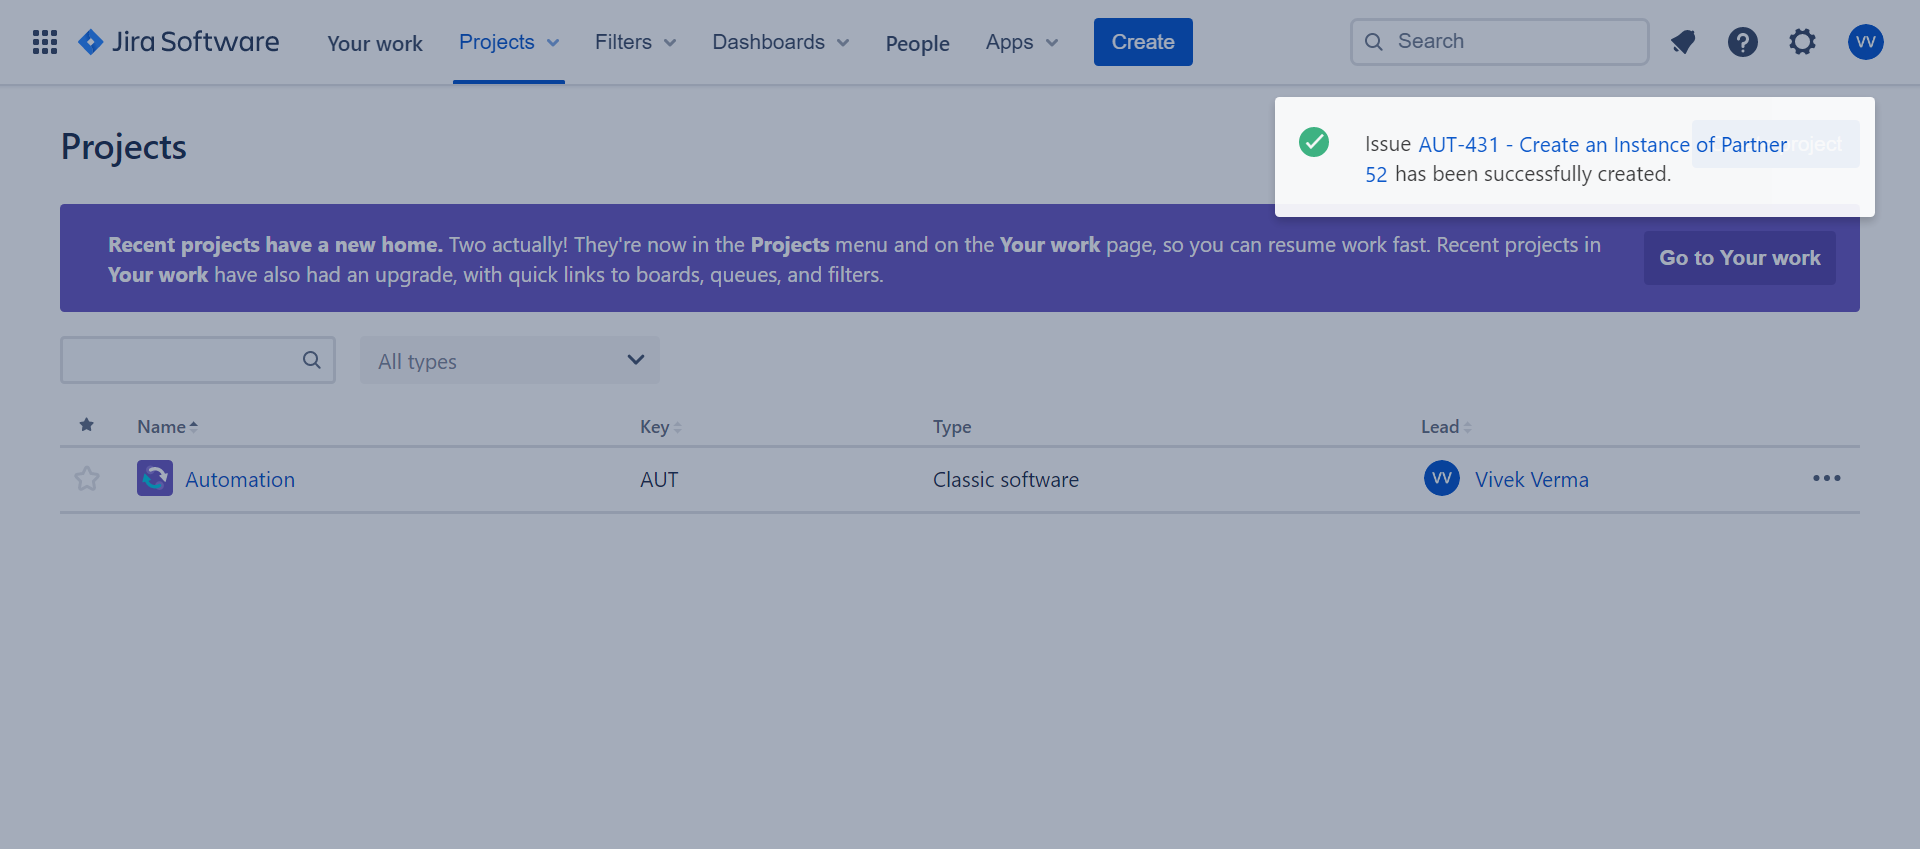 Jira Software Your work Projects Filters Dashboards People Apps Create Search VV
Projects
Issue AUT-431 - Create an Instance of Partner
52 has been successfully created.
Recent projects have a new home. Two actually! They're now in the Projects menu and on the Your work page, so you can resume work fast. Recent projects in
Your work have also had an upgrade, with quick links to boards, queues, and filters.
Go to Your work
All types
Name Key Type Lead
Automation AUT Classic software VV Vivek Verma